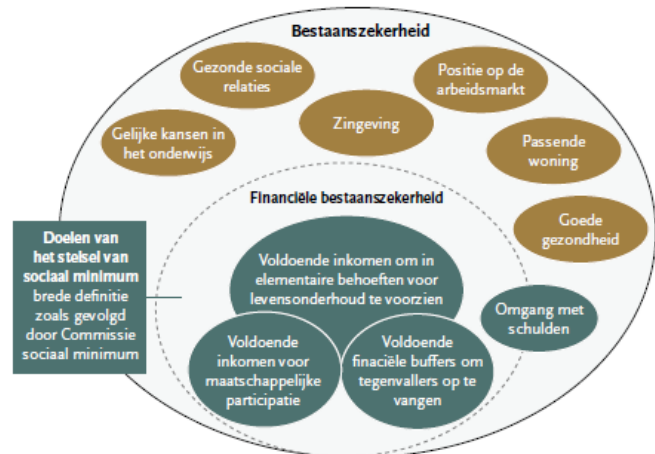 Bestaanszekerheid
Gezonde sociale
relaties
Positie op de
arbeidsmarkt
Zingeving
Gelijke kansen in
het onderwijs
Passende
woning
Goede
gezondheid
Financiële bestaanszekerheid
Doelen van
het stelsel van
sociaal minimum
brede definitie
zoals gevolgd
door Commissie
sociaal minimum
Voldoende inkomen om in
elementaire behoeften voor
levensonderhoud te voorzien
Omgang met
schulden
Voldoende
inkomen voor
maatschappelijke
participatie
Voldoende
finaciële buffers om
tegenvallers op te
vangen